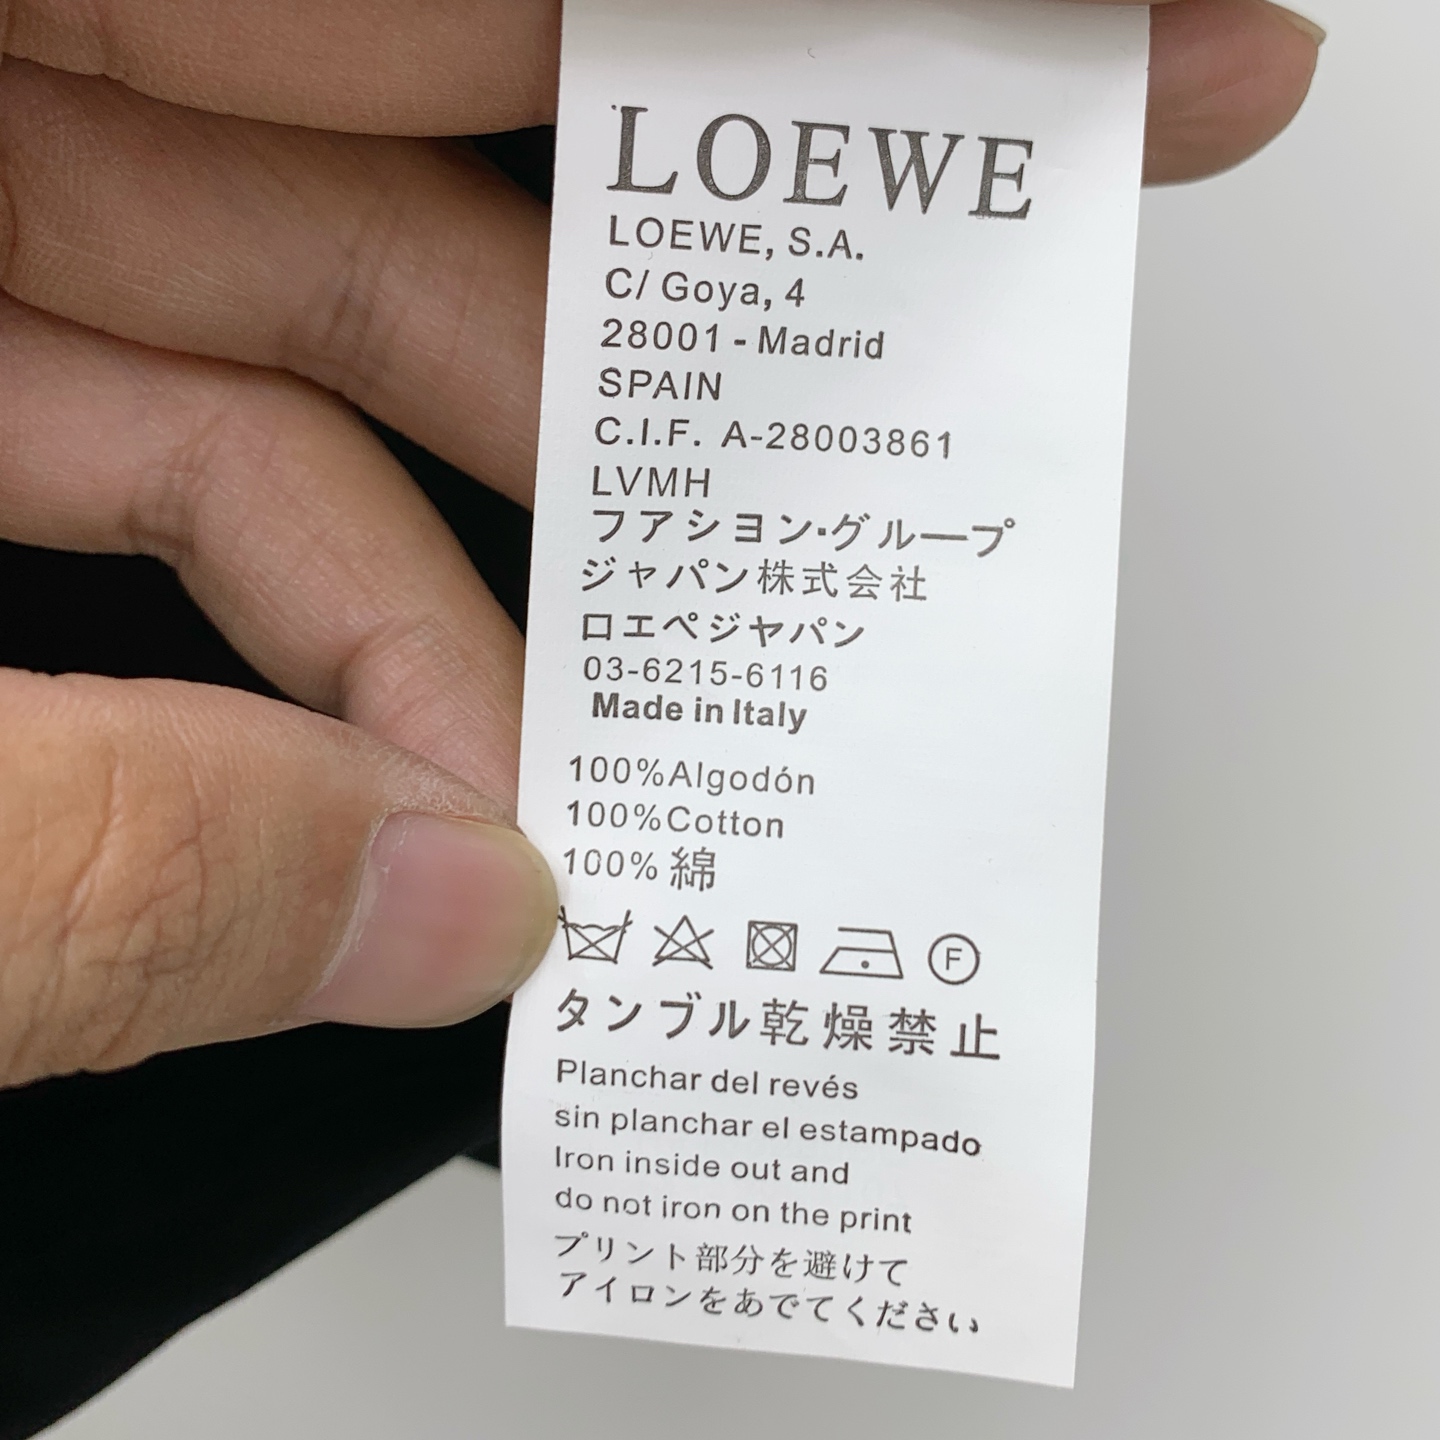 LOEWE
LOEWE, S.A.
C/ Goya, 4
28001 - Madrid
SPAIN
C.I.F. A-28003861
LVMH
フアシヨン·グループ
ジャパン株式会社
ロエペジヤパン
03-6215-6116
Made in Italy
100%Algodón
100%Cotton
100% 綿
F
タンブル乾燥禁止
Planchar del revés
sin planchar el estampado
Iron inside out and
do not iron on the print
プリント部分を避けて
アイロンをあでてください